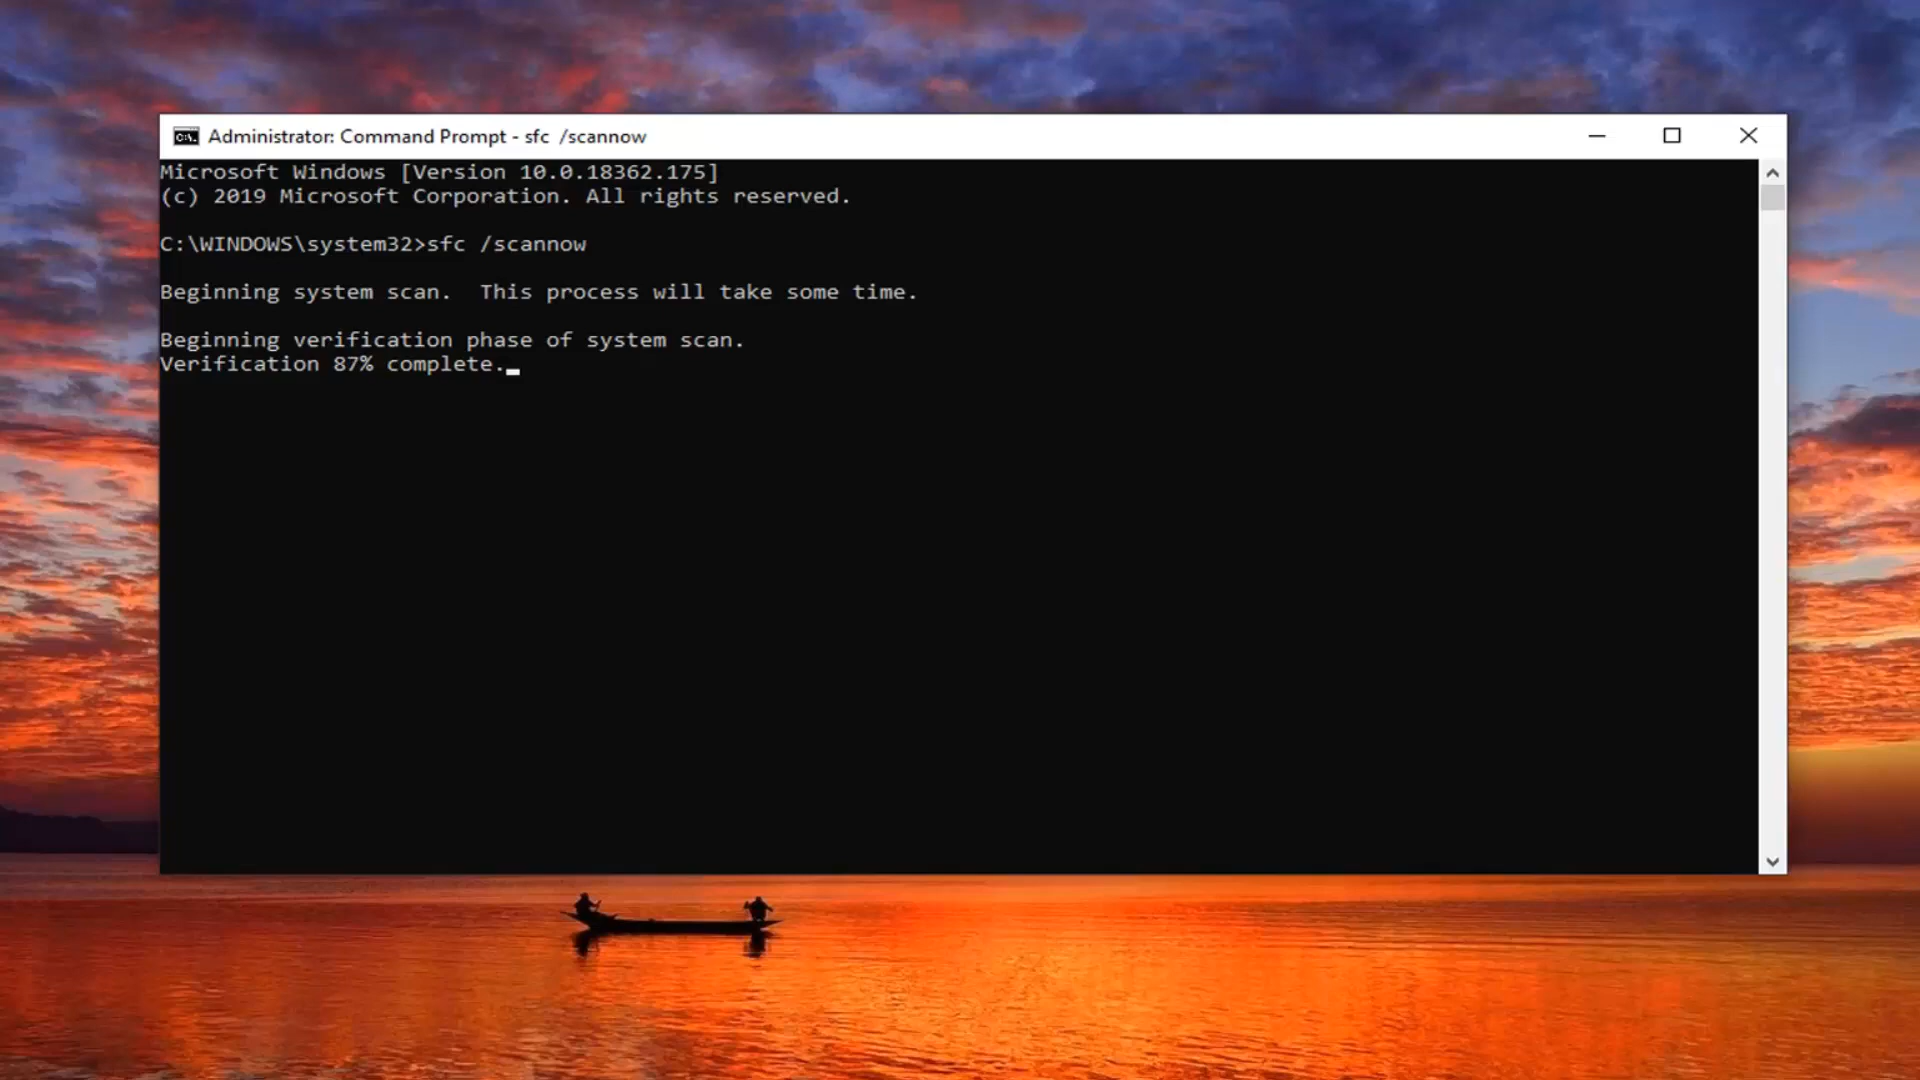 Administrator: Command Prompt - sfc  /scannow
Microsoft Windows [Version 10.0.18362.175]
(c) 2019 Microsoft Corporation. All rights reserved.
C:\WINDOWS\system32>sfc /scannow
Beginning system scan.  This process will take some time.
Beginning verification phase of system scan.
Verification 87% complete.